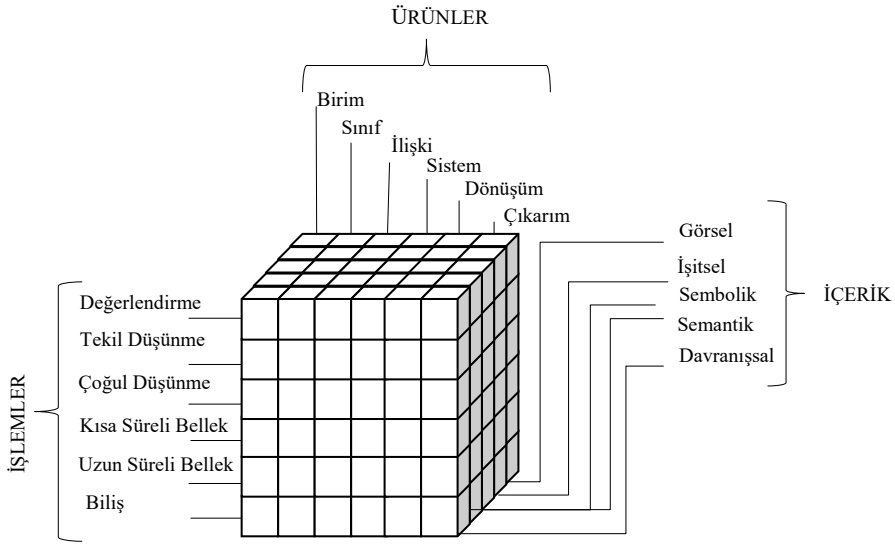 ÜRÜNLER
Birim
Sınıf
İlişki
Sistem
Dönüşüm
Çıkarım
İŞLEMLER
Değerlendirme
Tekil Düşünme
Çoğul Düşünme
Kısa Süreli Bellek
Uzun Süreli Bellek
Biliş
Görsel
İşitsel
Sembolik
Semantik
Davranışsal
İÇERİK